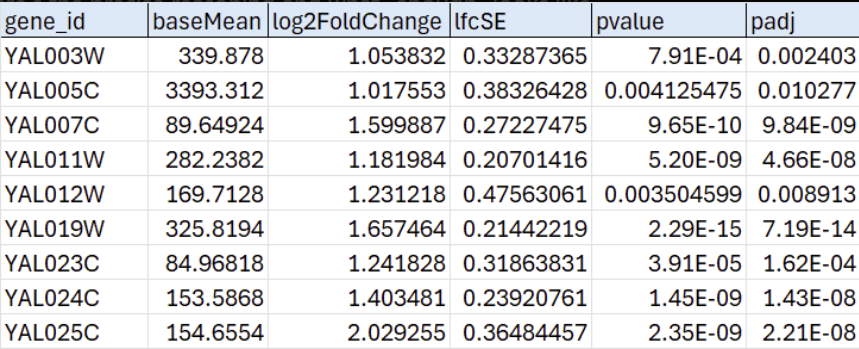 gene_id baseMean log2FoldChange lfcSE pvalue padj
YAL003W 339.878 1.053832 0.33287365 7.91E-04 0.002403
YAL005C 3393.312 1.017553 0.38326428 0.004125475 0.010277
YAL007C 89.64924 1.599887 0.27227475 9.65E-10 9.84E-09
YAL011W 282.2382 1.181984 0.20701416 5.20E-09 4.66E-08
YAL012W 169.7128 1.231218 0.47563061 0.003504599 0.008913
YAL019W 325.8194 1.657464 0.21442219 2.29E-15 7.19E-14
YAL023C 84.96818 1.241828 0.31863831 3.91E-05 1.62E-04
YAL024C 153.5868 1.403481 0.23920761 1.45E-09 1.43E-08
YAL025C 154.6554 2.029255 0.36484457 2.35E-09 2.21E-08